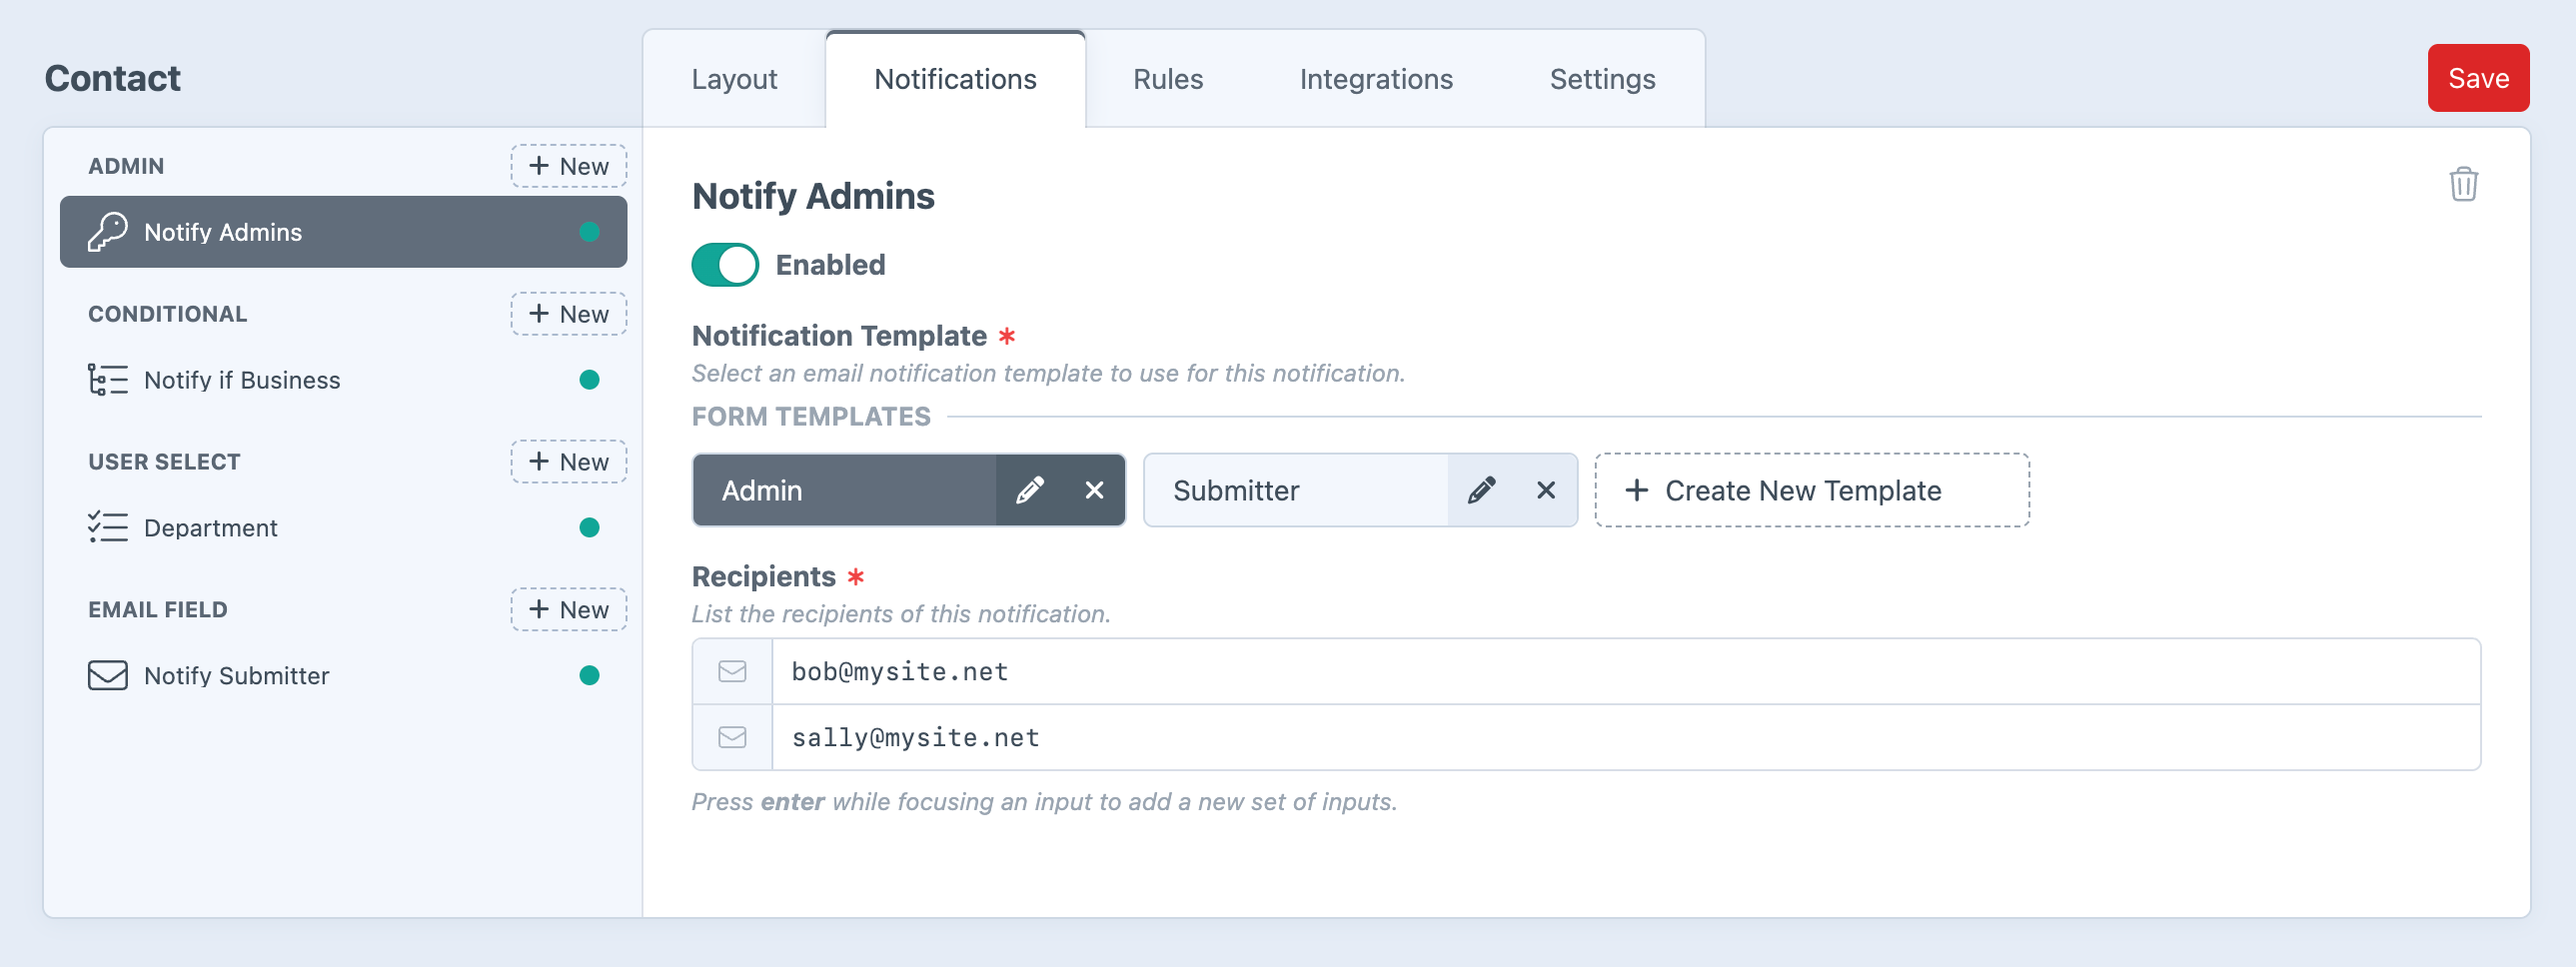 Contact
Layout
Notifications
Rules
Integrations
Settings
Save
ADMIN
New
Notify Admins
CONDITIONAL
New
Notify if Business
USER SELECT
New
Department
EMAIL FIELD
New
Notify Submitter
Notify Admins
Enabled
Notification Template *
Select an email notification template to use for this notification.
FORM TEMPLATES
Admin
Submitter
+ Create New Template
Recipients *
List the recipients of this notification.
bob@mysite.net
sally@mysite.net
Press enter while focusing an input to add a new set of inputs.